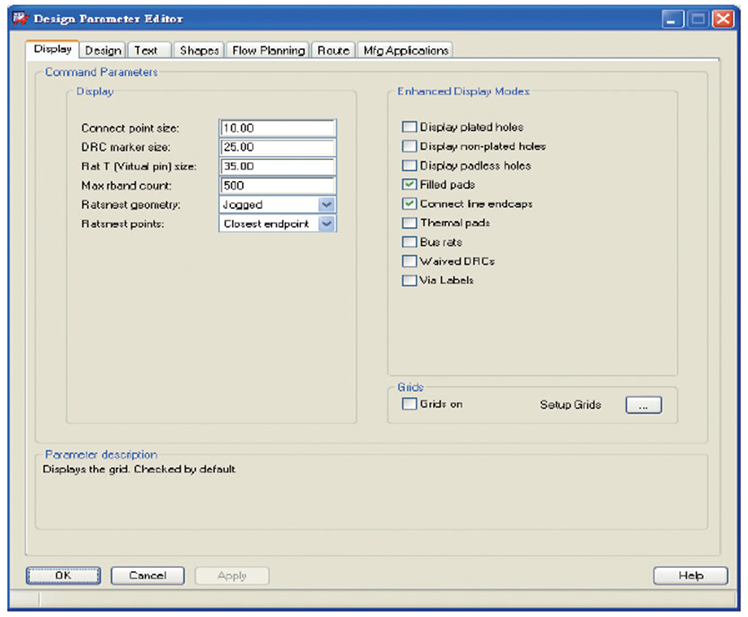 Design Parameter Editor
Display Design Text Shapes Flow Planning Route Mfg Applications
Command Parameters
Display
Connect point size: 10.00
DRC marker size: 25.00
Rat T (Virtual pin) size: 35.00
Max rband count: 500
Ratsnest geometry: Jogged
Ratsnest points: Closest endpoint
Enhanced Display Modes
Display plated holes
Display non-plated holes
Display padless holes
Filled pads
Connect line endcaps
Thermal pads
Bus rats
Waived DRCs
Via Labels
Grids
Grids on Setup Grids ...
Parameter description
Displays the grid. Checked by default
OK Cancel Apply Help